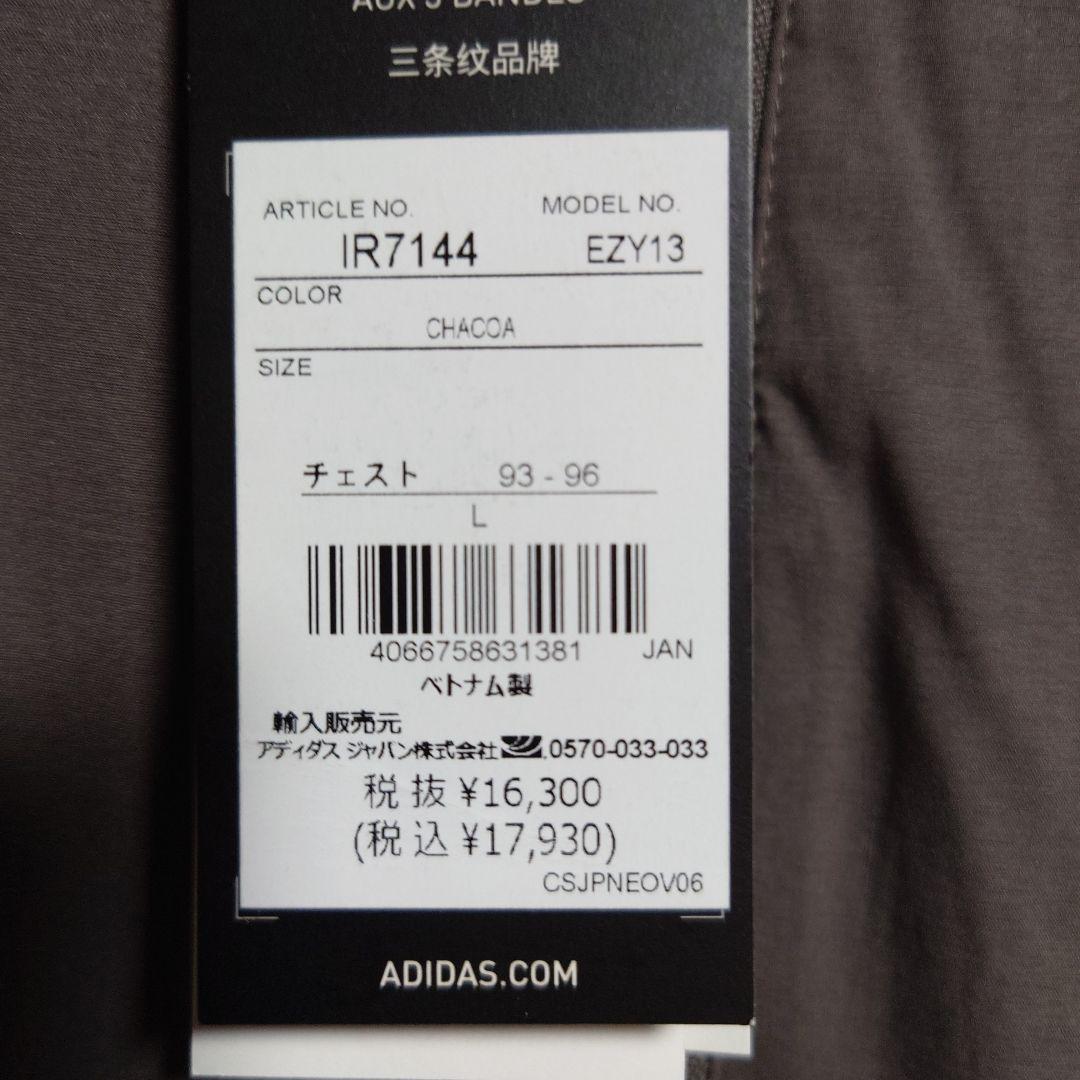 AUX 3 BANDES
三条纹品牌
ARTICLE NO. MODEL NO.
IR7144 EZY13
COLOR
CHACOA
SIZE
チェスト 93 - 96
L
4066758631381 JAN
ベトナム製
輸入販売元
アディダス ジャパン株式会社 0570-033-033
税抜 ¥16,300
(税込 ¥17,930)
CSJPNEOV06
ADIDAS.COM